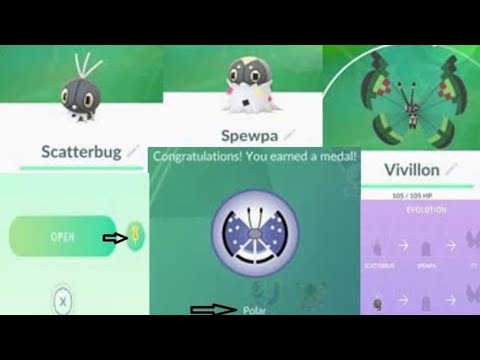 Scatterbug
Spewpa
Vivillon
105 / 105 HP
Congratulations! You earned a medal!
OPEN
Polar
EVOLUTION
SCATTERBUG
SPEWPA